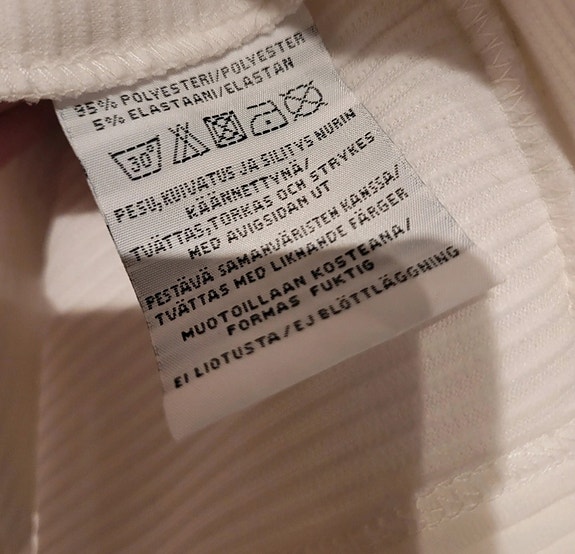 95% POLYESTERI/POLYESTER
5% ELASTAANI/ELASTAN
30
PESU,KUIVATUS JA SILITYS NURIN
KÄÄNNETTYNÄ/
TVÄTTAS,TORKAS OCH STRYKES
MED AVIGSIDAN UT
PESTÄVÄ SAMANVÄRISTEN KANSSA/
TVÄTTAS MED LIKNANDE FÄRGER
MUOTOILLAAN KOSTEANA/
FORMAS FUKTIG
EI LIOTUSTA/EJ BLÖTLÄGGNING